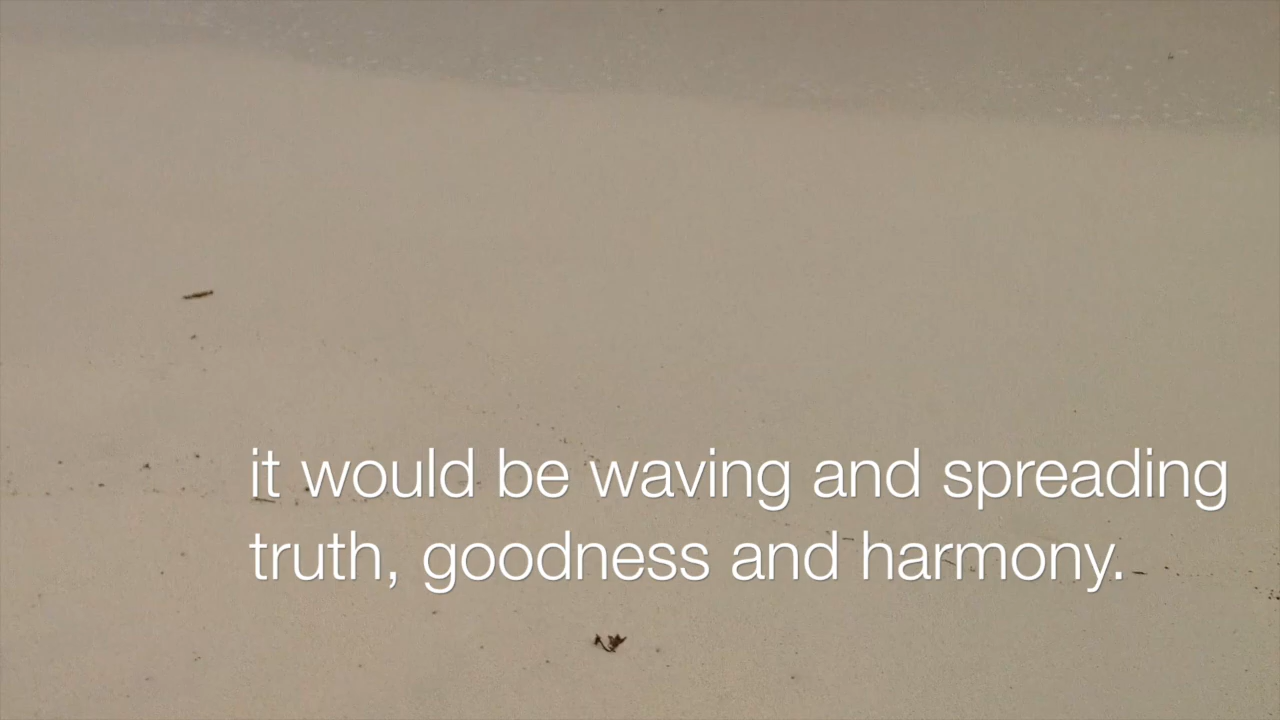 it would be waving and spreading
truth, goodness and harmony.